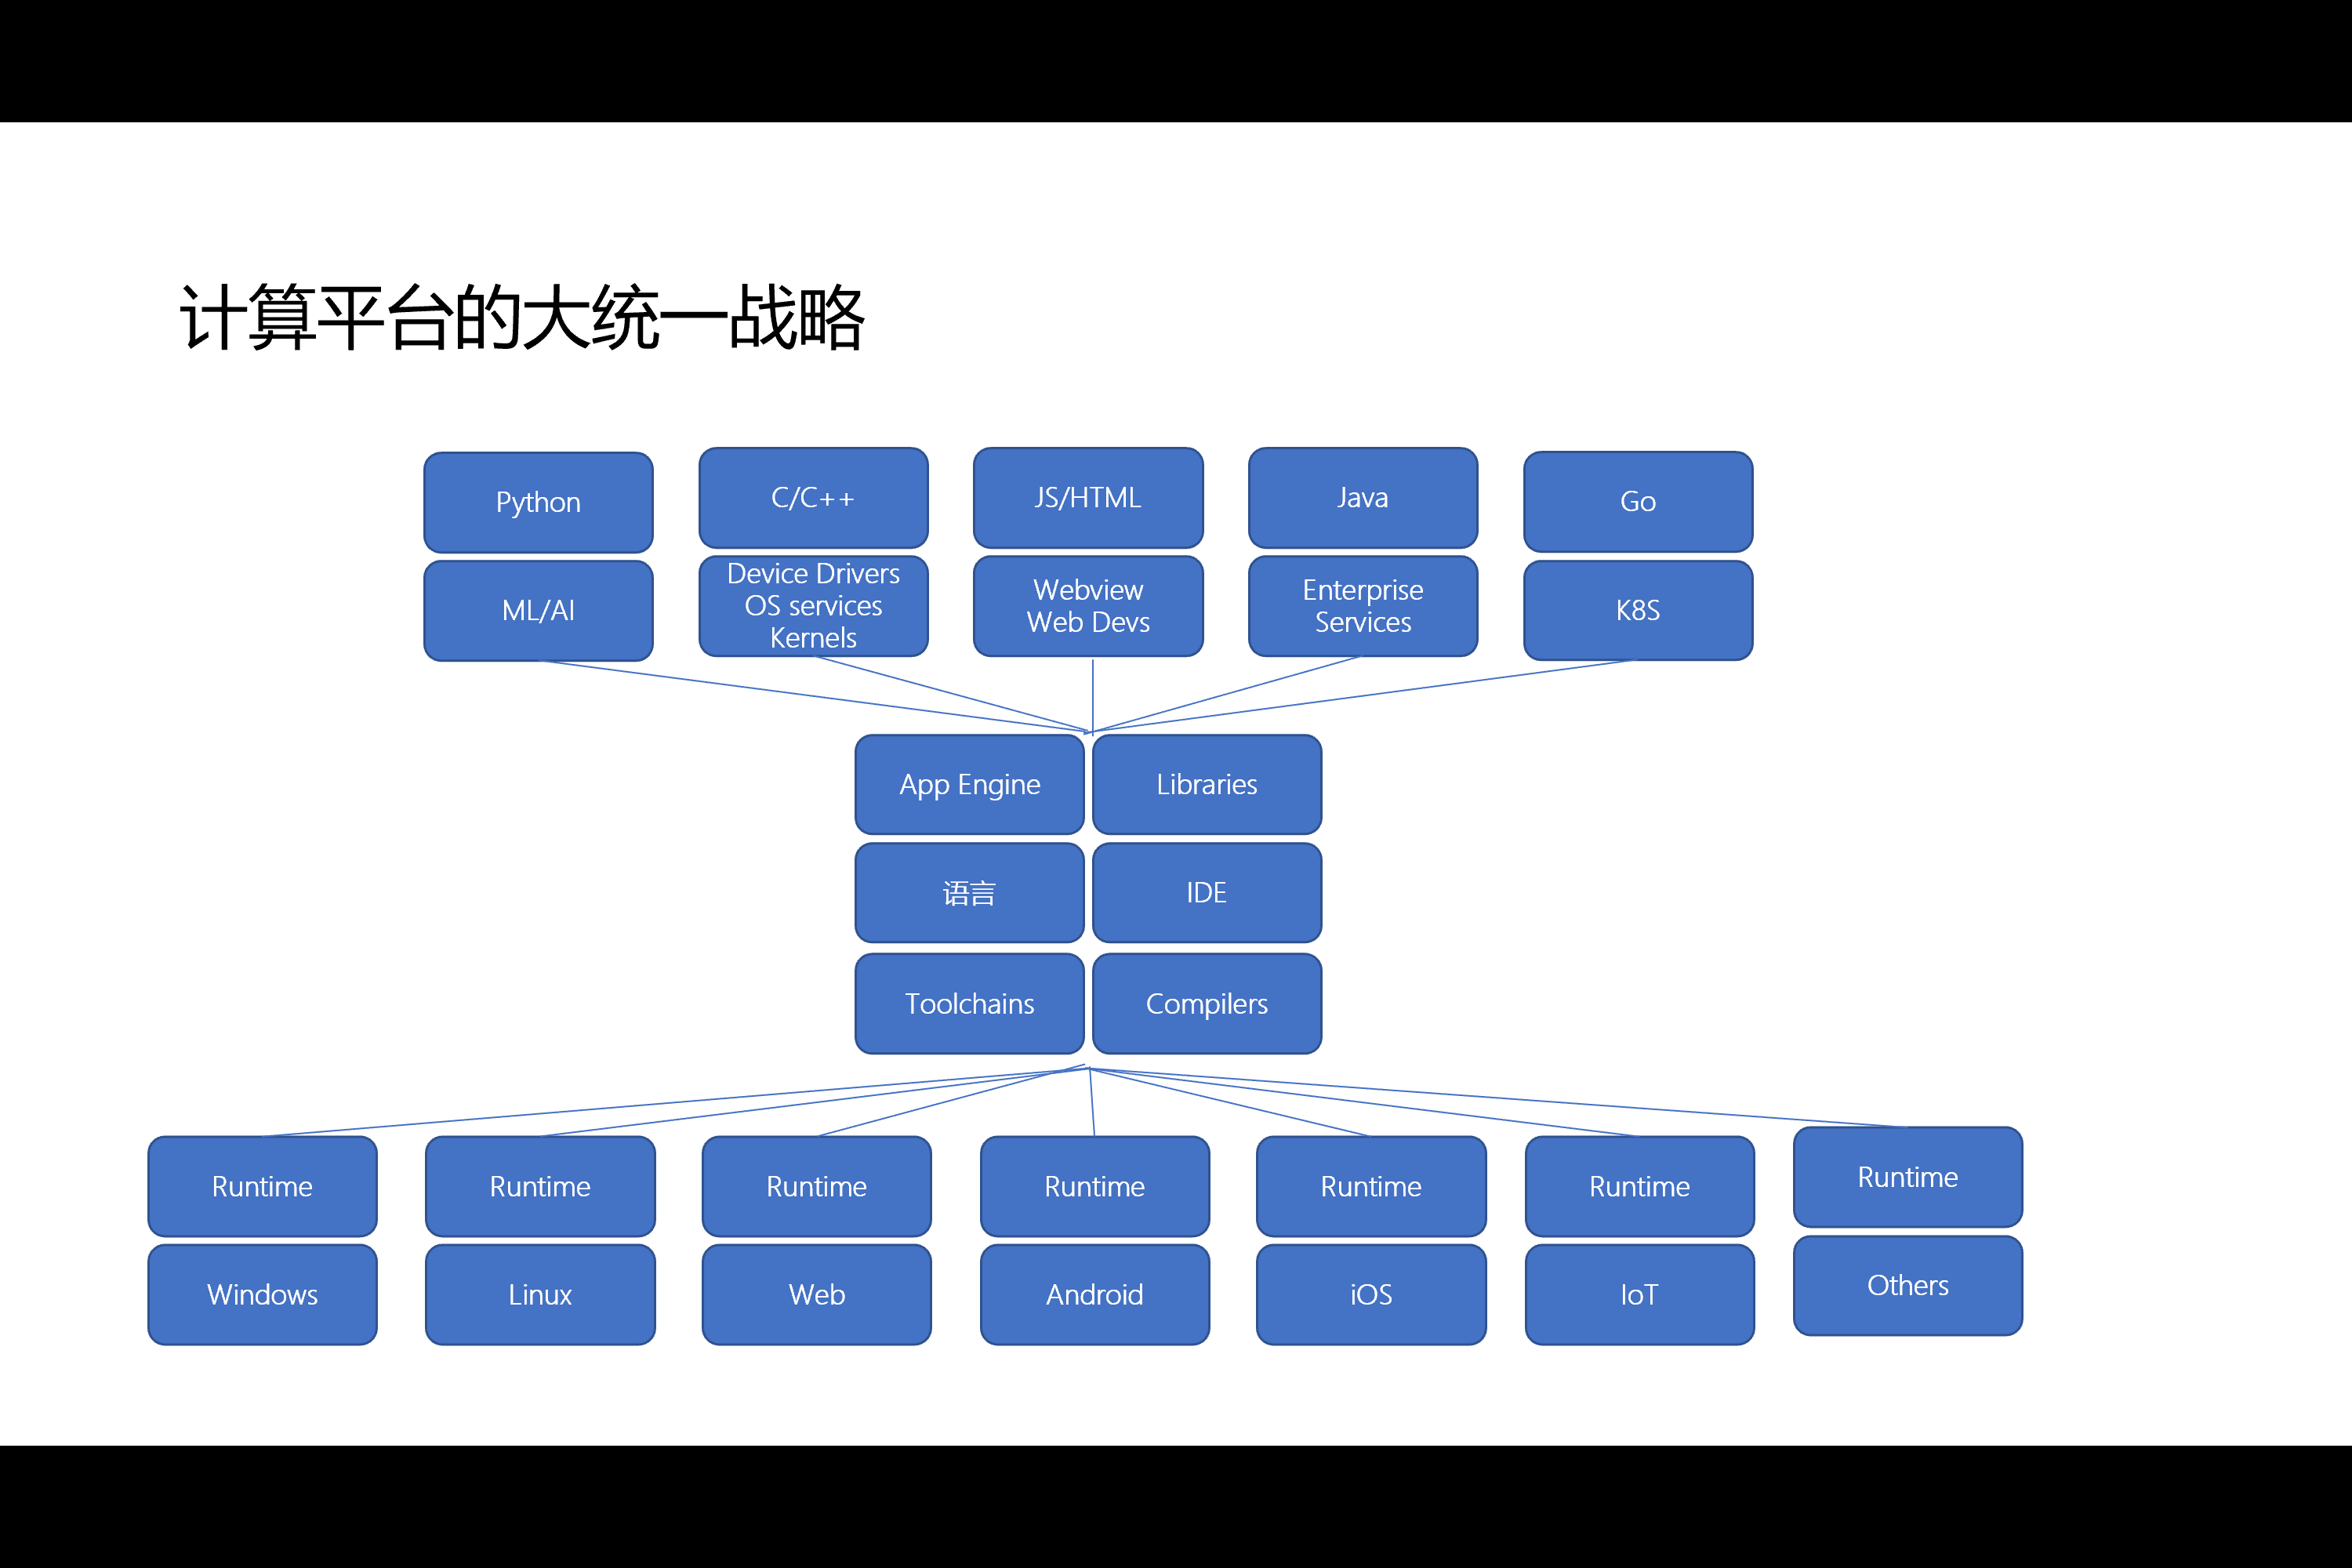 计算平台的大统一战略
Python
C/C++
JS/HTML
Java
Go
ML/AI
Device Drivers
OS services
Kernels
Webview
Web Devs
Enterprise
Services
K8S
App Engine
Libraries
语言
IDE
Toolchains
Compilers
Runtime
Runtime
Runtime
Runtime
Runtime
Runtime
Runtime
Windows
Linux
Web
Android
iOS
IoT
Others